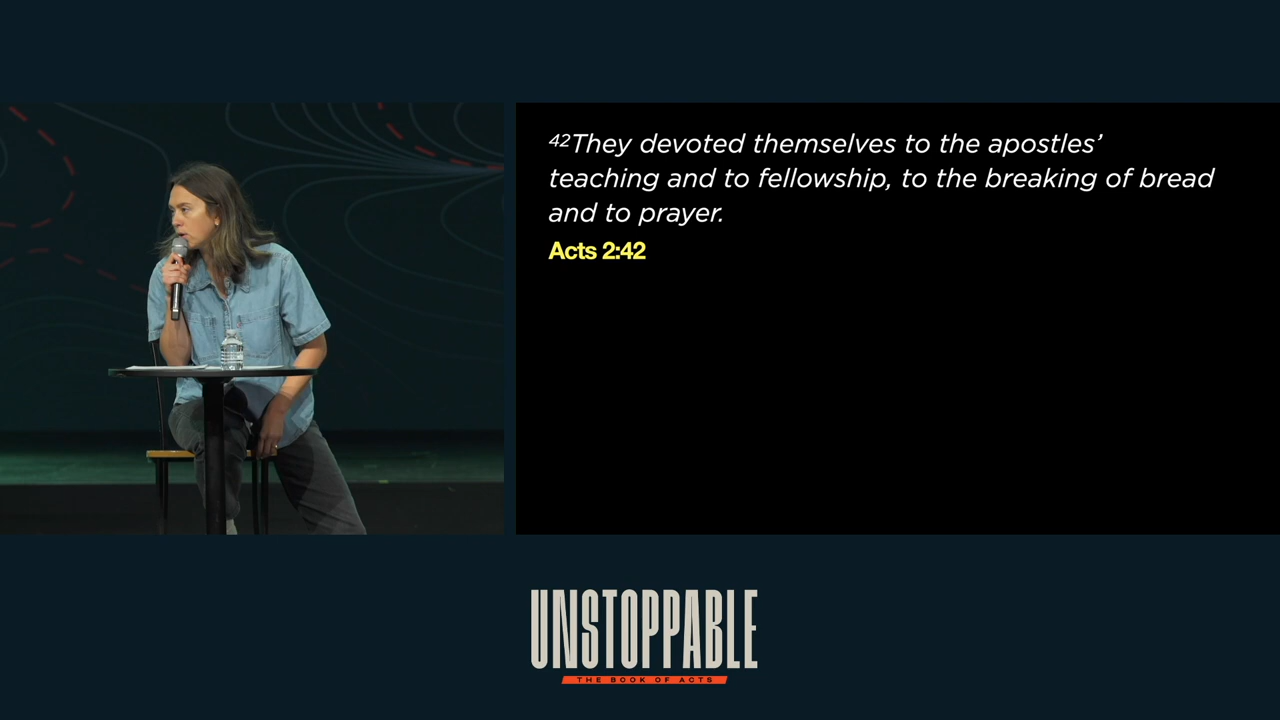 ⁴²They devoted themselves to the apostles’
teaching and to fellowship, to the breaking of bread
and to prayer.
Acts 2:42
UNSTOPPABLE
THE BOOK OF ACTS